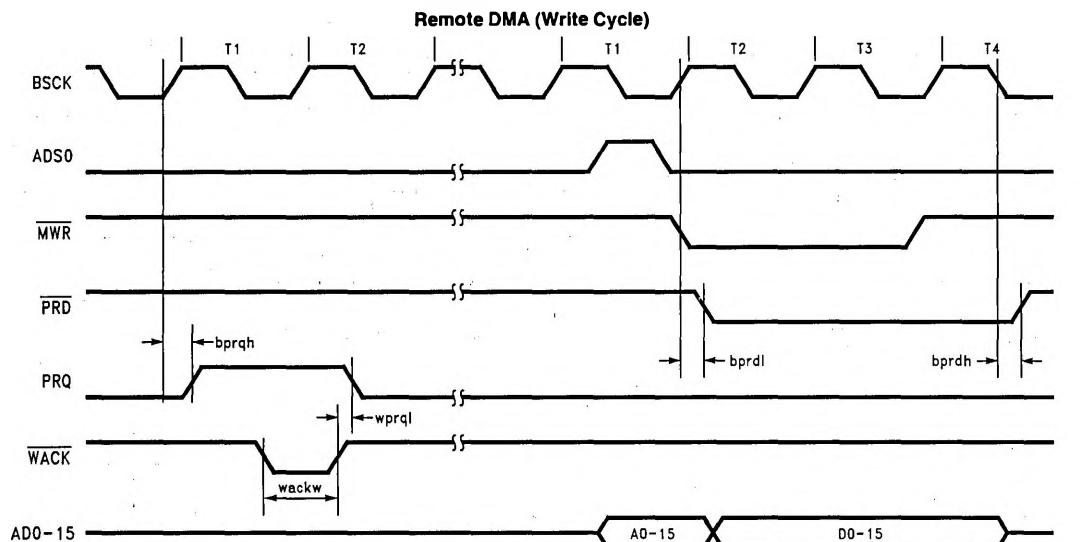 Remote DMA (Write Cycle)
T1 T2 T1 T2 T3 T4
BSCK
ADS0
MWR
PRD
bprqh bprdl bprdh
PRQ
wprql
WACK
wackw
AD0-15 A0-15 D0-15